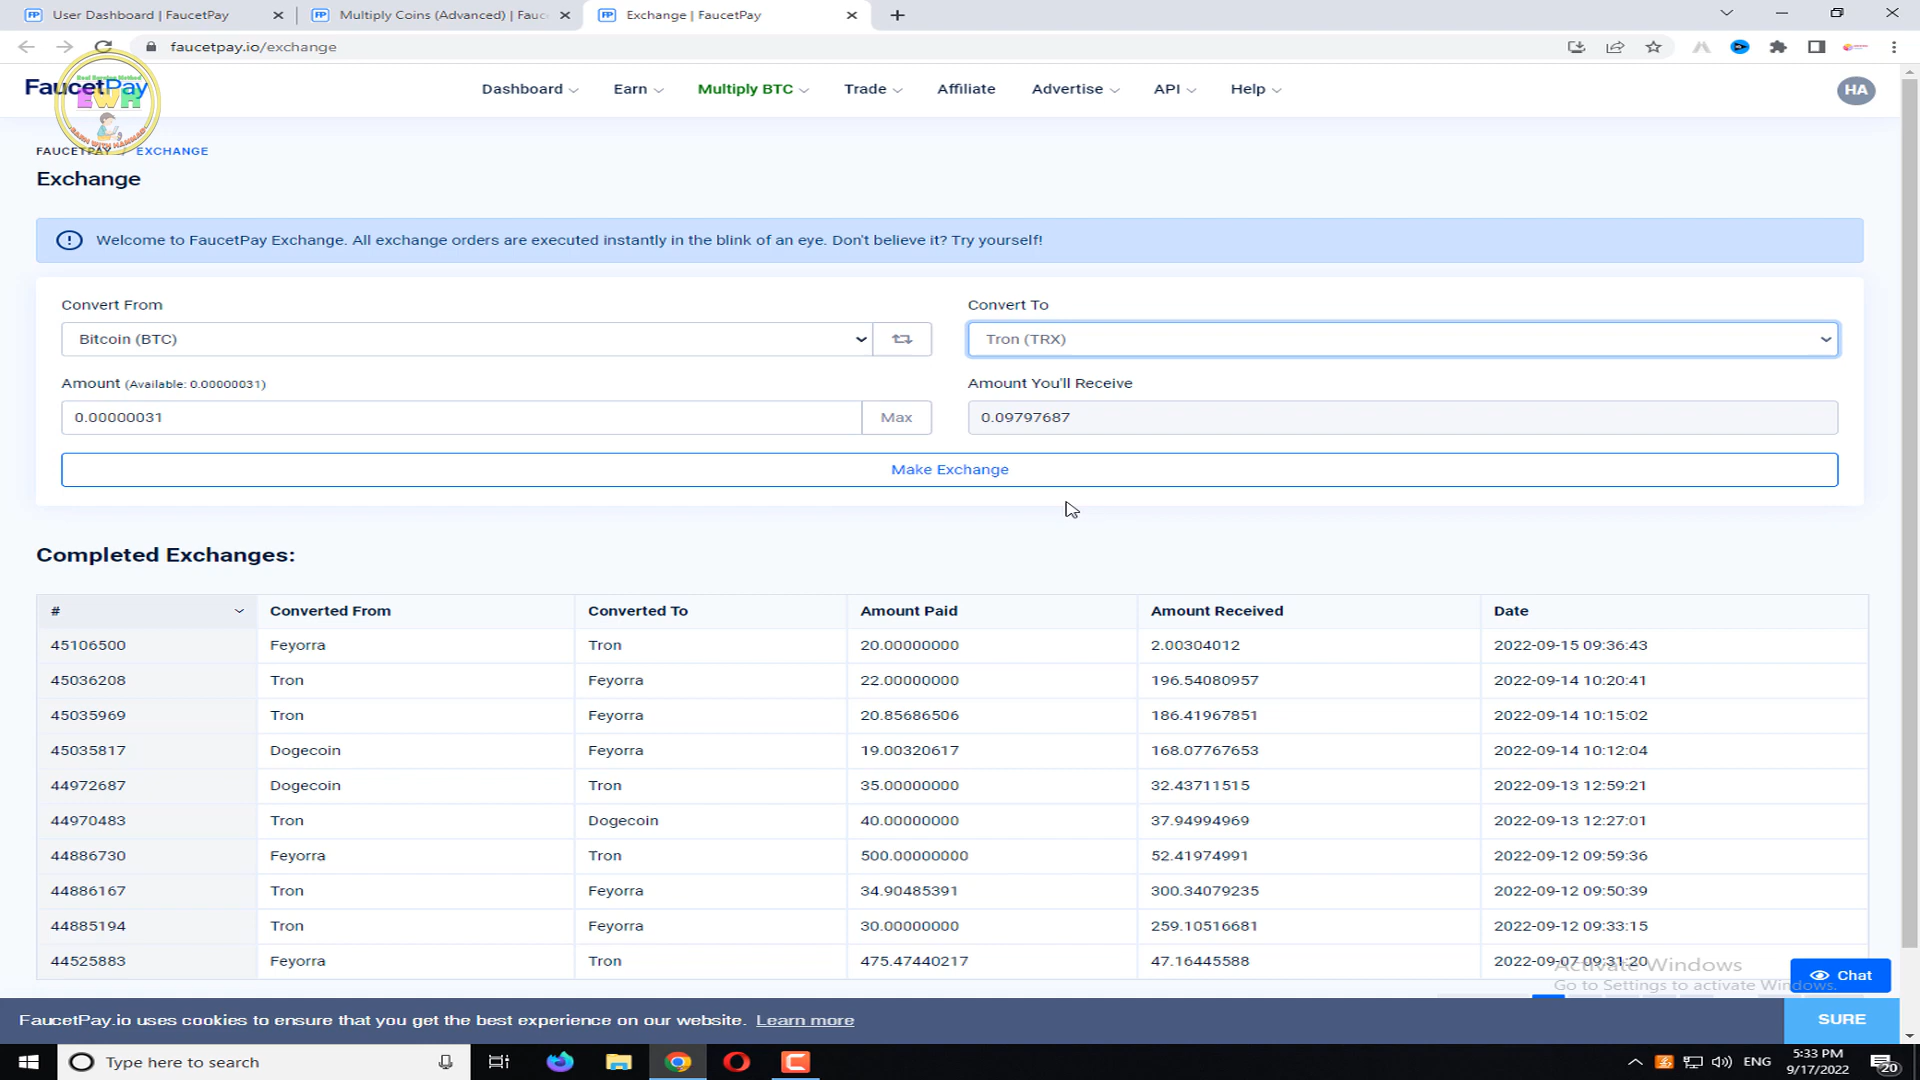 User Dashboard | FaucetPay
Multiply Coins (Advanced) | Fauc
Exchange | FaucetPay
faucetpay.io/exchange
FaucetPay
Real Earning Method
EWH
EARN WITH HAMMAD
Dashboard
Earn
Multiply BTC
Trade
Affiliate
Advertise
API
Help
HA
FAUCETPAY / EXCHANGE
Exchange
Welcome to FaucetPay Exchange. All exchange orders are executed instantly in the blink of an eye. Don't believe it? Try yourself!
Convert From
Convert To
Bitcoin (BTC)
Tron (TRX)
Amount (Available: 0.00000031)
Amount You'll Receive
0.00000031
Max
0.09797687
Make Exchange
Completed Exchanges:
# Converted From Converted To Amount Paid Amount Received Date
45106500 Feyorra Tron 20.00000000 2.00304012 2022-09-15 09:36:43
45036208 Tron Feyorra 22.00000000 196.54080957 2022-09-14 10:20:41
45035969 Tron Feyorra 20.85686506 186.41967851 2022-09-14 10:15:02
45035817 Dogecoin Feyorra 19.00320617 168.07767653 2022-09-14 10:12:04
44972687 Dogecoin Tron 35.00000000 32.43711515 2022-09-13 12:59:21
44970483 Tron Dogecoin 40.00000000 37.94994969 2022-09-13 12:27:01
44886730 Feyorra Tron 500.00000000 52.41974991 2022-09-12 09:59:36
44886167 Tron Feyorra 34.90485391 300.34079235 2022-09-12 09:50:39
44885194 Tron Feyorra 30.00000000 259.10516681 2022-09-12 09:33:15
44525883 Feyorra Tron 475.47440217 47.16445588 2022-09-07 09:31:20
Activate Windows
Go to Settings to activate Windows.
Chat
FaucetPay.io uses cookies to ensure that you get the best experience on our website. Learn more
SURE
Type here to search
ENG
5:33 PM
9/17/2022
20